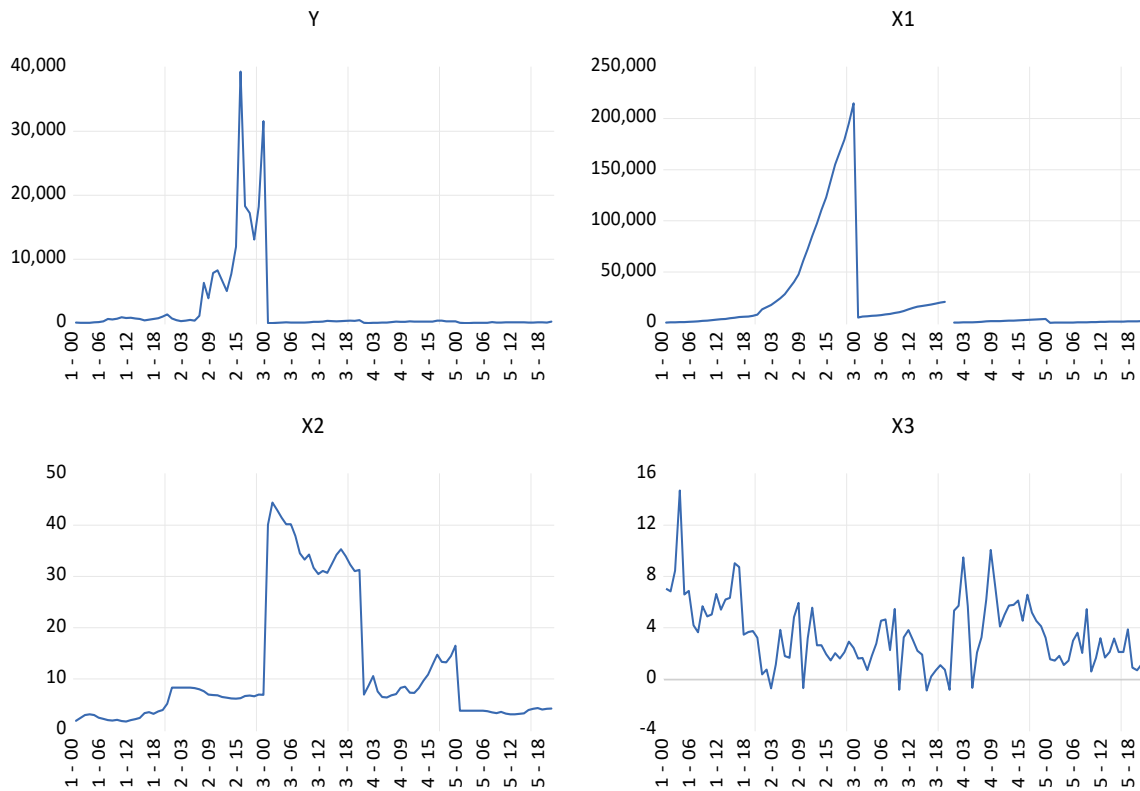 Y
40,000
30,000
20,000
10,000
0
1 - 00
1 - 06
1 - 12
1 - 18
2 - 03
2 - 09
2 - 15
3 - 00
3 - 06
3 - 12
3 - 18
4 - 03
4 - 09
4 - 15
5 - 00
5 - 06
5 - 12
5 - 18
X1
250,000
200,000
150,000
100,000
50,000
0
1 - 00
1 - 06
1 - 12
1 - 18
2 - 03
2 - 09
2 - 15
3 - 00
3 - 06
3 - 12
3 - 18
4 - 03
4 - 09
4 - 15
5 - 00
5 - 06
5 - 12
5 - 18
X2
50
40
30
20
10
0
1 - 00
1 - 06
1 - 12
1 - 18
2 - 03
2 - 09
2 - 15
3 - 00
3 - 06
3 - 12
3 - 18
4 - 03
4 - 09
4 - 15
5 - 00
5 - 06
5 - 12
5 - 18
X3
16
12
8
4
0
-4
1 - 00
1 - 06
1 - 12
1 - 18
2 - 03
2 - 09
2 - 15
3 - 00
3 - 06
3 - 12
3 - 18
4 - 03
4 - 09
4 - 15
5 - 00
5 - 06
5 - 12
5 - 18